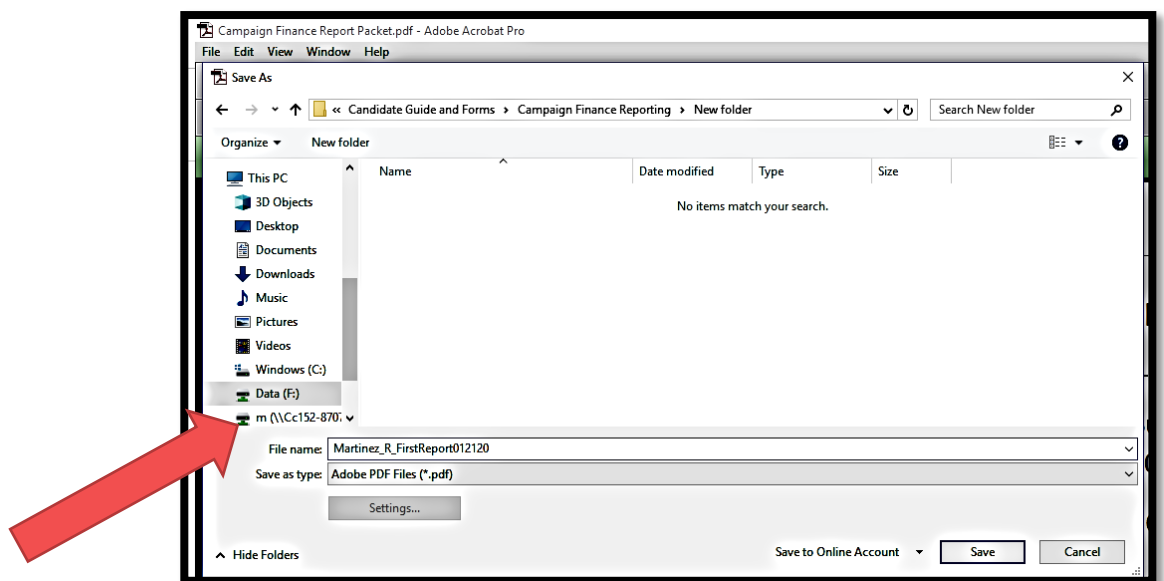 Campaign Finance Report Packet.pdf - Adobe Acrobat Pro
File Edit View Window Help
Save As
« Candidate Guide and Forms › Campaign Finance Reporting › New folder
Search New folder
Organize New folder
Name Date modified Type Size
No items match your search.
This PC
3D Objects
Desktop
Documents
Downloads
Music
Pictures
Videos
Windows (C:)
Data (F:)
m (\\Cc152-870
File name: Martinez_R_FirstReport012120
Save as type: Adobe PDF Files (*.pdf)
Settings...
Hide Folders
Save to Online Account Save Cancel